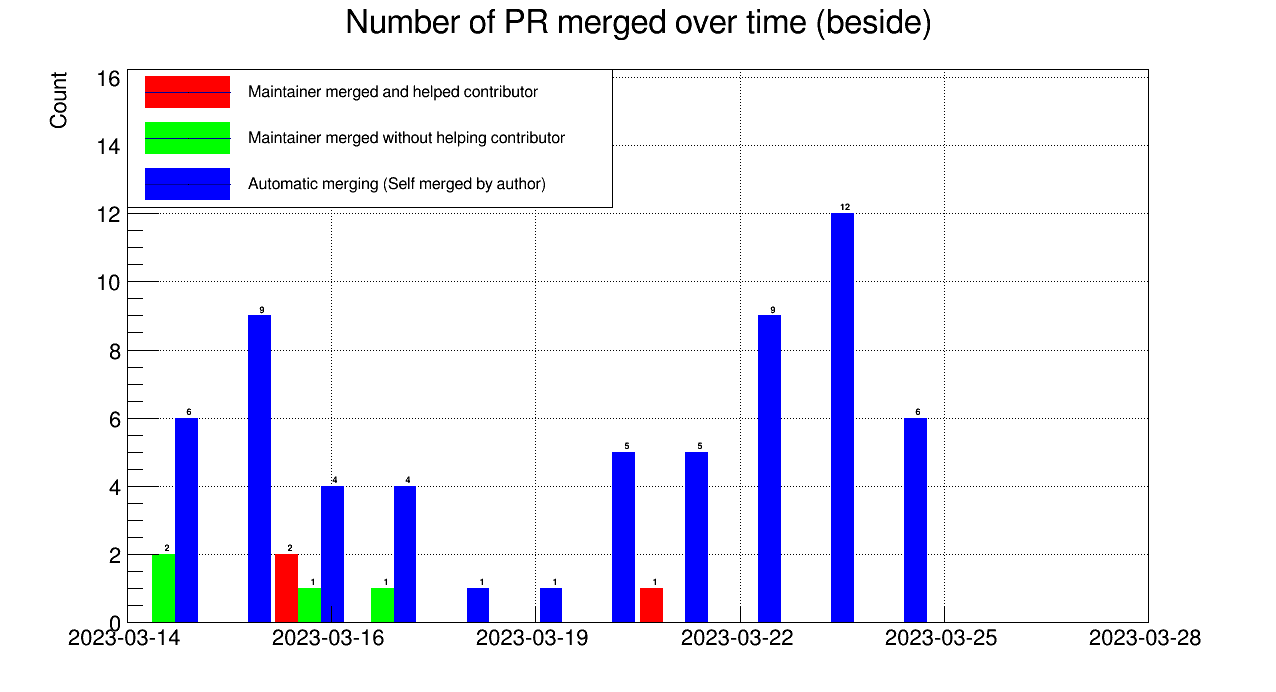 Number of PR merged over time (beside)
Count
16
14
12
10
8
6
4
2
0
Maintainer merged and helped contributor
Maintainer merged without helping contributor
Automatic merging (Self merged by author)
2 6 9 2 1 4 1 4 1 1 5 1 5 9 12 6
2023-03-14 2023-03-16 2023-03-19 2023-03-22 2023-03-25 2023-03-28